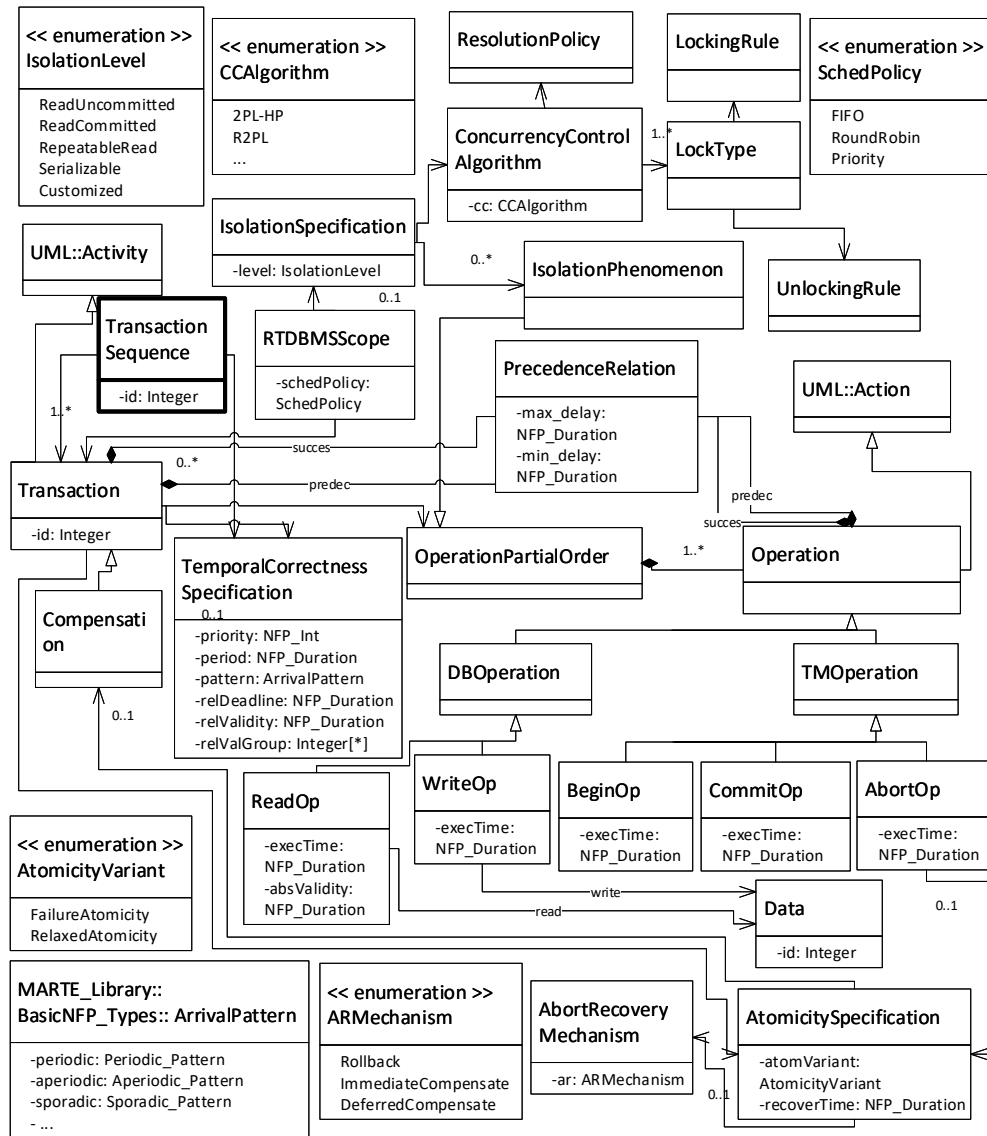 << enumeration >>
IsolationLevel
ReadUncommitted
ReadCommitted
RepeatableRead
Serializable
Customized
<< enumeration >>
CCAlgorithm
2PL-HP
R2PL
...
ResolutionPolicy
LockingRule
<< enumeration >>
SchedPolicy
FIFO
RoundRobin
Priority
ConcurrencyControl
Algorithm
-cc: CCAlgorithm
1..*
LockType
UML::Activity
IsolationSpecification
-level: IsolationLevel
0..*
IsolationPhenomenon
UnlockingRule
0..1
Transaction
Sequence
-id: Integer
RTDBMSScope
-schedPolicy:
SchedPolicy
PrecedenceRelation
-max_delay:
NFP_Duration
-min_delay:
NFP_Duration
UML::Action
1..*
succes
0..*
predec
predec
succes
Transaction
-id: Integer
TemporalCorrectness
Specification
0..1
-priority: NFP_Int
-period: NFP_Duration
-pattern: ArrivalPattern
-relDeadline: NFP_Duration
-relValidity: NFP_Duration
-relValGroup: Integer[*]
OperationPartialOrder
1..*
Operation
Compensati
on
0..1
DBOperation
TMOperation
ReadOp
-execTime:
NFP_Duration
-absValidity:
NFP_Duration
WriteOp
-execTime:
NFP_Duration
BeginOp
-execTime:
NFP_Duration
CommitOp
-execTime:
NFP_Duration
AbortOp
-execTime:
NFP_Duration
0..1
<< enumeration >>
AtomicityVariant
FailureAtomicity
RelaxedAtomicity
write
read
Data
-id: Integer
MARTE_Library::
BasicNFP_Types:: ArrivalPattern
-periodic: Periodic_Pattern
-aperiodic: Aperiodic_Pattern
-sporadic: Sporadic_Pattern
- ...
<< enumeration >>
ARMechanism
Rollback
ImmediateCompensate
DeferredCompensate
AbortRecovery
Mechanism
-ar: ARMechanism
0..1
AtomicitySpecification
-atomVariant:
AtomicityVariant
-recoverTime: NFP_Duration